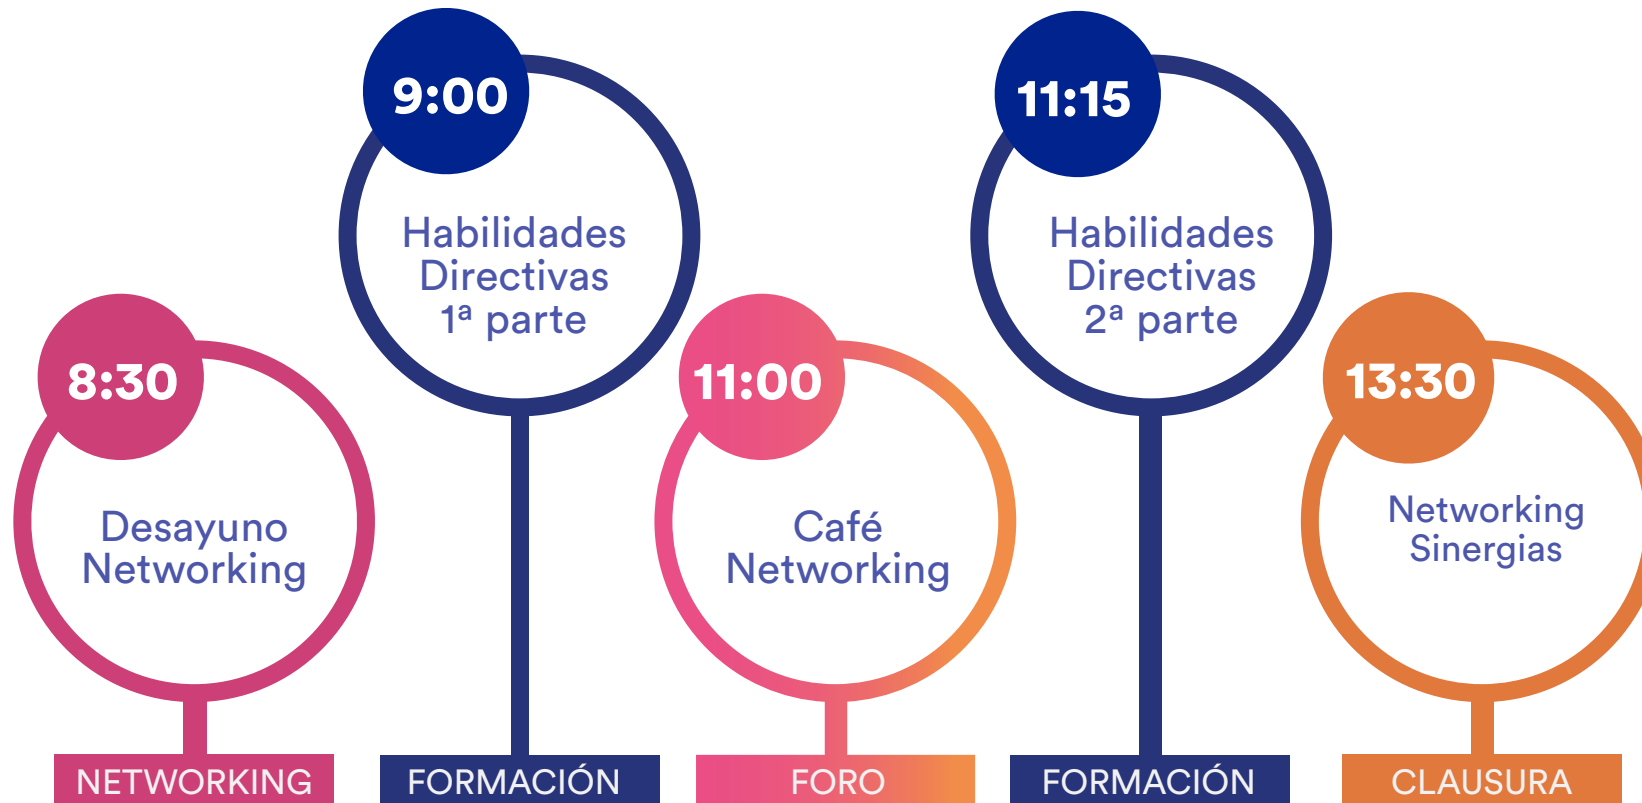 8:30
Desayuno
Networking
NETWORKING
9:00
Habilidades
Directivas
1ª parte
FORMACIÓN
11:00
Café
Networking
FORO
11:15
Habilidades
Directivas
2ª parte
FORMACIÓN
13:30
Networking
Sinergias
CLAUSURA